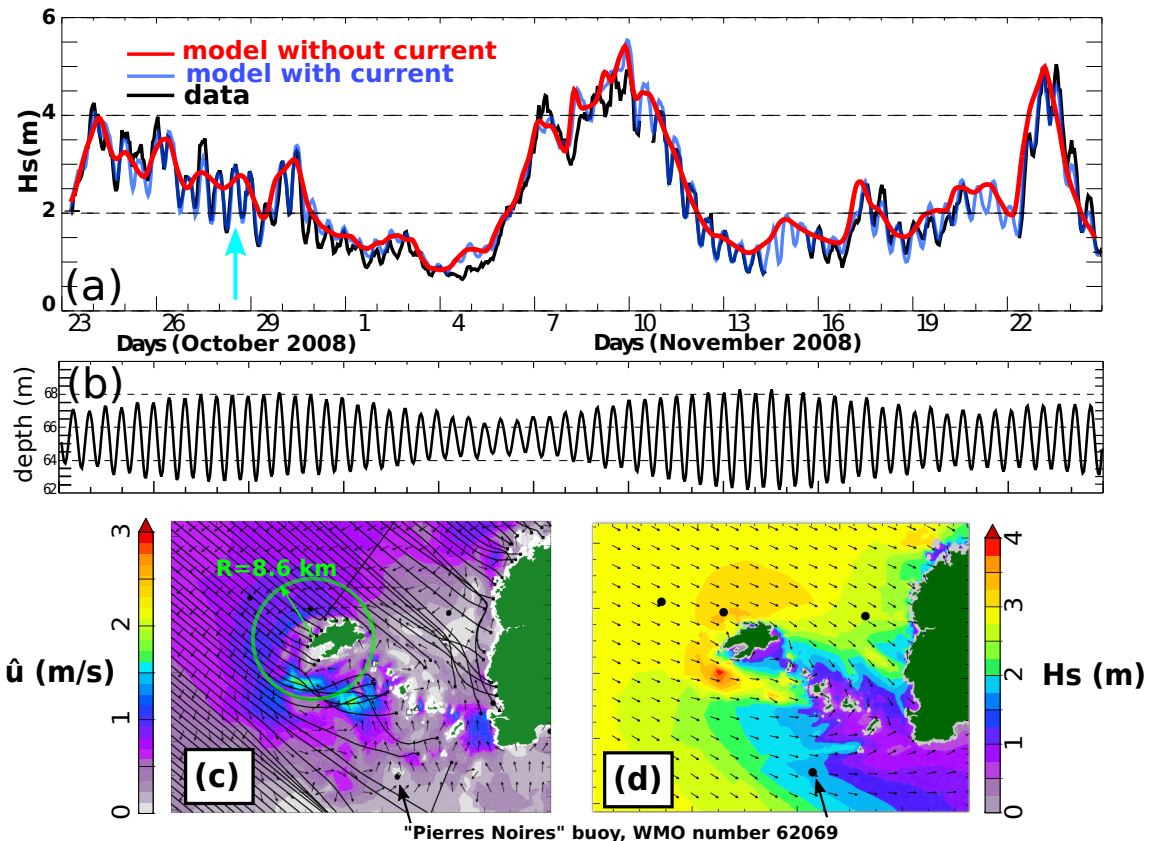 6
model without current
model with current
data
4
Hs(m)
2
(a)
0
23 26 29 1 4 7 10 13 16 19 22
Days (October 2008) Days (November 2008)
(b)
68
66
64
62
depth (m)
3
2
1
0
û (m/s)
R=8.6 km
(c)
(d)
4
3
2
1
0
Hs (m)
"Pierres Noires" buoy, WMO number 62069